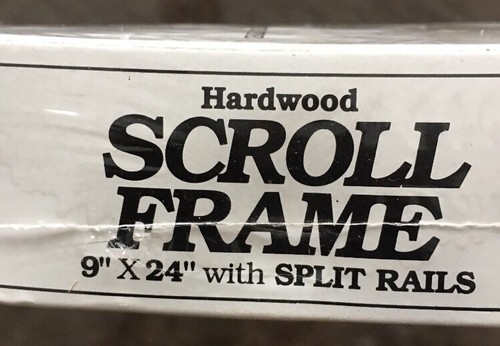 Hardwood
SCROLL
FRAME
9" X 24" with SPLIT RAILS